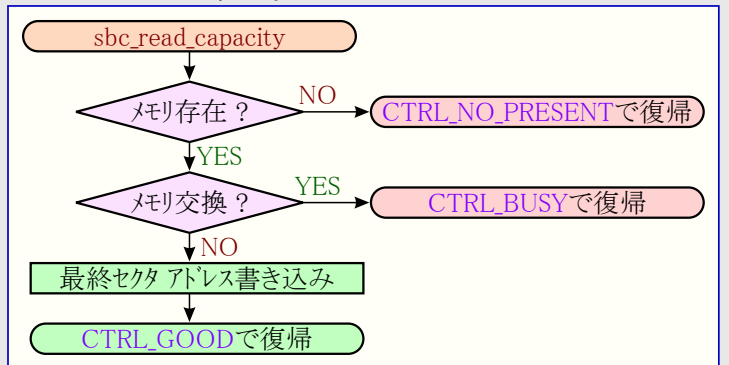 sbc_read_capacity
メモリ存在 ?
NO
CTRL_NO_PRESENTで復帰
YES
メモリ交換 ?
YES
CTRL_BUSYで復帰
NO
最終セクタ アドレス書き込み
CTRL_GOODで復帰